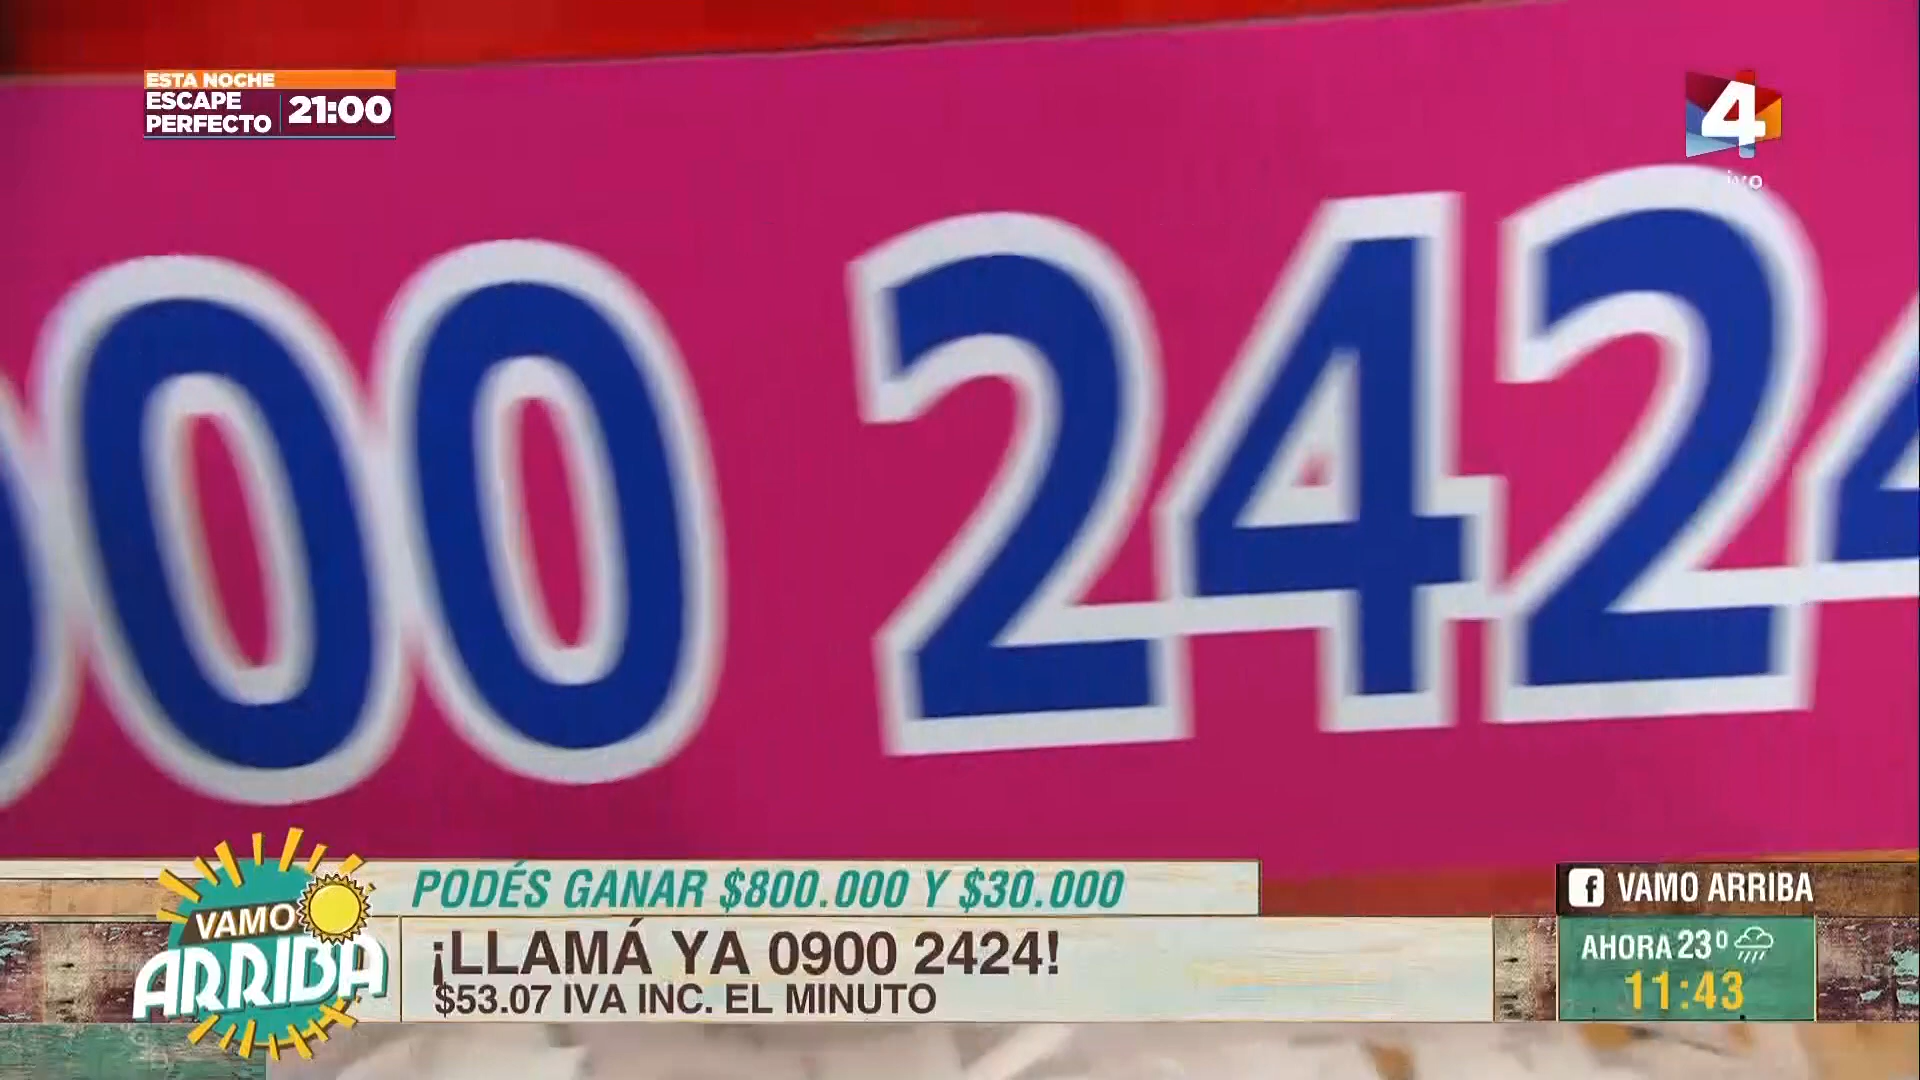 ESTA NOCHE
ESCAPE
PERFECTO
21:00
4
ivo
00 2424
VAMO
ARRIBA
PODÉS GANAR $800.000 Y $30.000
¡LLAMÁ YA 0900 2424!
$53.07 IVA INC. EL MINUTO
f VAMO ARRIBA
AHORA 23º
11:43